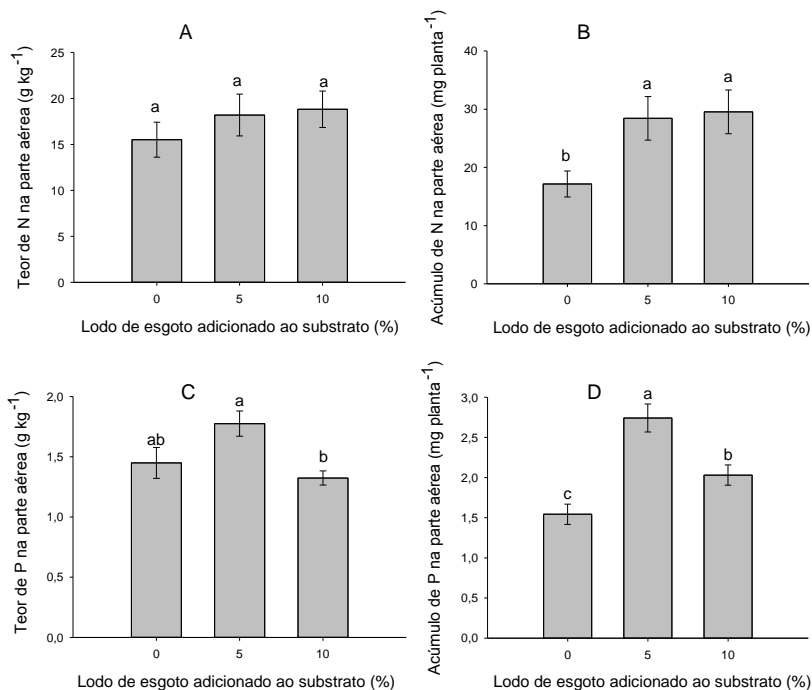 A
Teor de N na parte aérea (g kg⁻¹)
25
20
15
10
5
0
a
a
a
0
5
10
Lodo de esgoto adicionado ao substrato (%)
B
Acúmulo de N na parte aérea (mg planta⁻¹)
40
30
20
10
0
b
a
a
0
5
10
Lodo de esgoto adicionado ao substrato (%)
C
Teor de P na parte aérea (g kg⁻¹)
2,0
1,5
1,0
0,5
0,0
ab
a
b
0
5
10
Lodo de esgoto adicionado ao substrato (%)
D
Acúmulo de P na parte aérea (mg planta⁻¹)
3,0
2,5
2,0
1,5
1,0
0,5
0,0
c
a
b
0
5
10
Lodo de esgoto adicionado ao substrato (%)